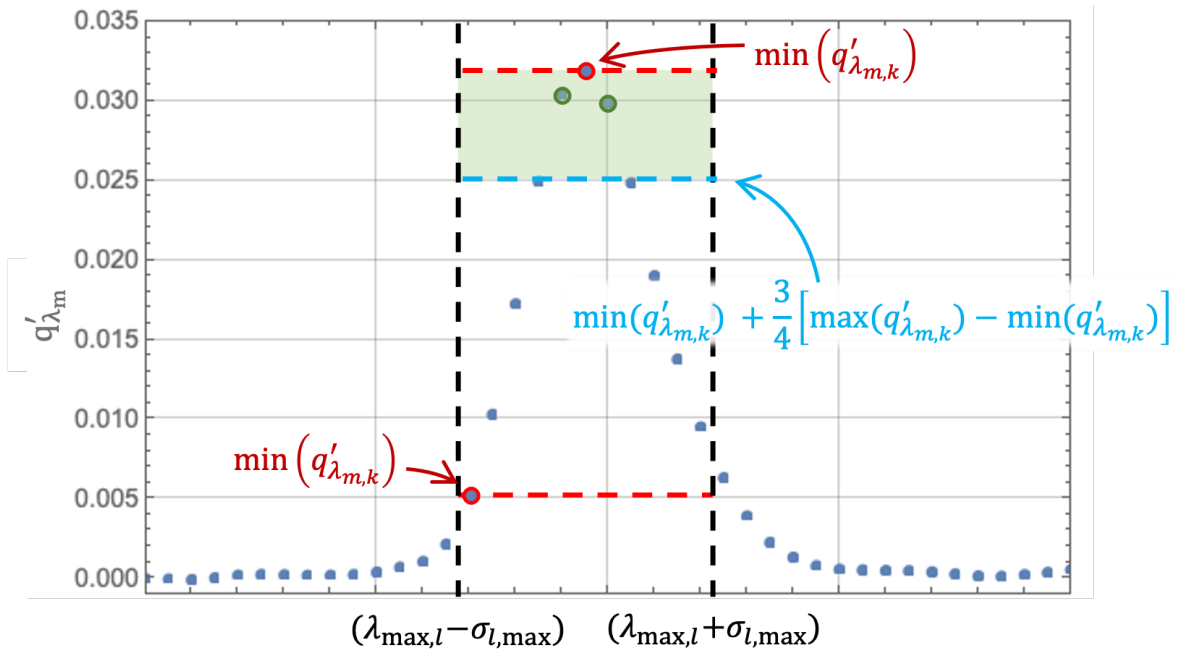 0.035
min (q′λm,k)
0.030
0.025
0.020
min(q′λm,k) + 3/4 [max(q′λm,k) − min(q′λm,k)]
q′λm
0.015
0.010
min (q′λm,k)
0.005
0.000
(λmax,l−σl,max) (λmax,l+σl,max)